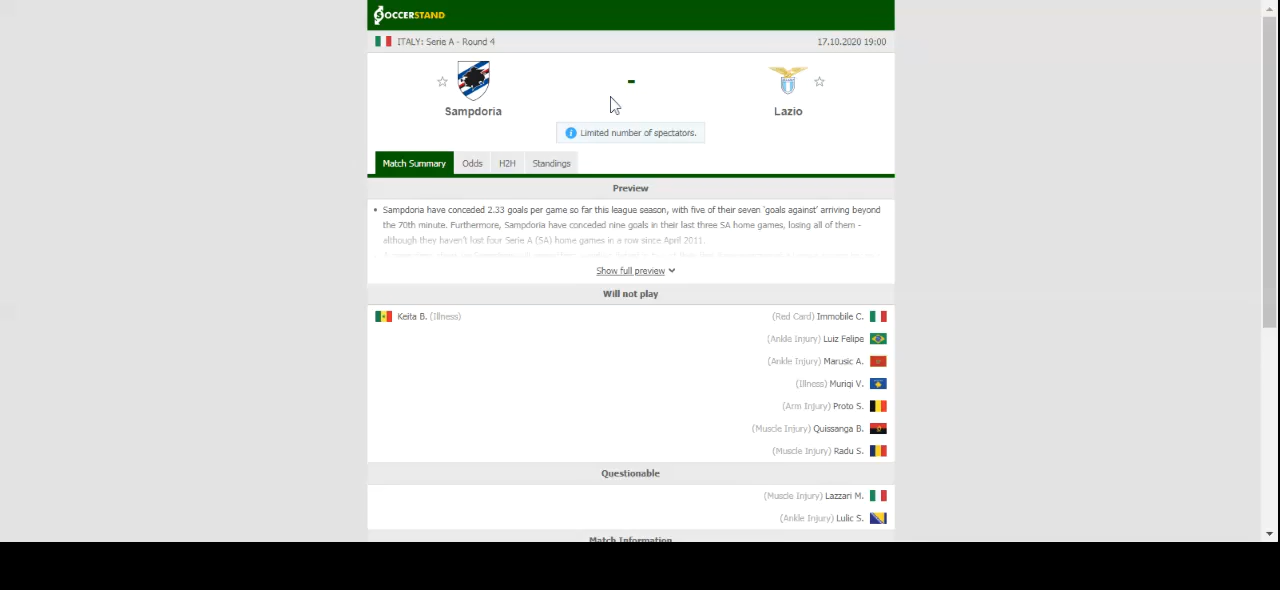 SOCCERSTAND
ITALY: Serie A - Round 4 17.10.2020 19:00
-
Sampdoria Lazio
Limited number of spectators.
Match Summary Odds H2H Standings
Preview
Sampdoria have conceded 2.33 goals per game so far this league season, with five of their seven 'goals against' arriving beyond
the 70th minute. Furthermore, Sampdoria have conceded nine goals in their last three SA home games, losing all of them -
although they haven't lost four Serie A (SA) home games in a row since April 2011.
Show full preview
Will not play
Keita B. (Illness) (Red Card) Immobile C.
(Ankle Injury) Luiz Felipe
(Ankle Injury) Marusic A.
(Illness) Muriqi V.
(Arm Injury) Proto S.
(Muscle Injury) Quissanga B.
(Muscle Injury) Radu S.
Questionable
(Muscle Injury) Lazzari M.
(Ankle Injury) Lulic S.
Match Information